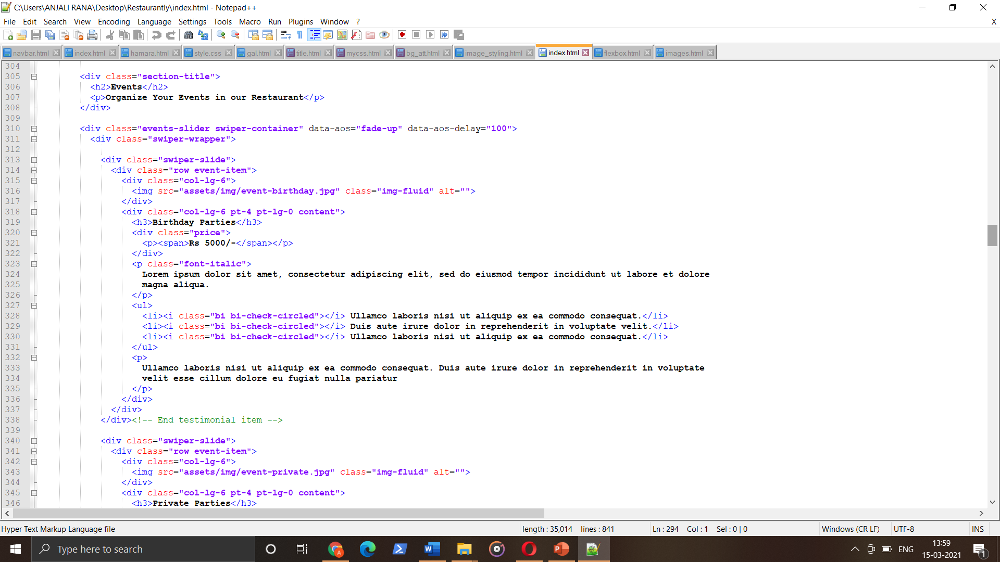 C:\Users\ANJALI RANA\Desktop\Restaurantly\index.html - Notepad++
File Edit Search View Encoding Language Settings Tools Macro Run Plugins Window ? X
navbar.html index.html hamara.html style.css gal.html title.html mycss.html bg_att.html image_styling.html index.html flexbox.html images.html
304
305 <div class="section-title">
306 <h2>Events</h2>
307 <p>Organize Your Events in our Restaurant</p>
308 </div>
309
310 <div class="events-slider swiper-container" data-aos="fade-up" data-aos-delay="100">
311 <div class="swiper-wrapper">
312
313 <div class="swiper-slide">
314 <div class="row event-item">
315 <div class="col-lg-6">
316 <img src="assets/img/event-birthday.jpg" class="img-fluid" alt="">
317 </div>
318 <div class="col-lg-6 pt-4 pt-lg-0 content">
319 <h3>Birthday Parties</h3>
320 <div class="price">
321 <p><span>Rs 5000/-</span></p>
322 </div>
323 <p class="font-italic">
324 Lorem ipsum dolor sit amet, consectetur adipiscing elit, sed do eiusmod tempor incididunt ut labore et dolore
325 magna aliqua.
326 </p>
327 <ul>
328 <li><i class="bi bi-check-circled"></i> Ullamco laboris nisi ut aliquip ex ea commodo consequat.</li>
329 <li><i class="bi bi-check-circled"></i> Duis aute irure dolor in reprehenderit in voluptate velit.</li>
330 <li><i class="bi bi-check-circled"></i> Ullamco laboris nisi ut aliquip ex ea commodo consequat.</li>
331 </ul>
332 <p>
333 Ullamco laboris nisi ut aliquip ex ea commodo consequat. Duis aute irure dolor in reprehenderit in voluptate
334 velit esse cillum dolore eu fugiat nulla pariatur
335 </p>
336 </div>
337 </div>
338 </div><!-- End testimonial item -->
339
340 <div class="swiper-slide">
341 <div class="row event-item">
342 <div class="col-lg-6">
343 <img src="assets/img/event-private.jpg" class="img-fluid" alt="">
344 </div>
345 <div class="col-lg-6 pt-4 pt-lg-0 content">
346 <h3>Private Parties</h3>
Hyper Text Markup Language file length : 35,014 lines : 841 Ln : 294 Col : 1 Sel : 0 | 0 Windows (CR LF) UTF-8 INS
Type here to search ENG 13:59
15-03-2021 1